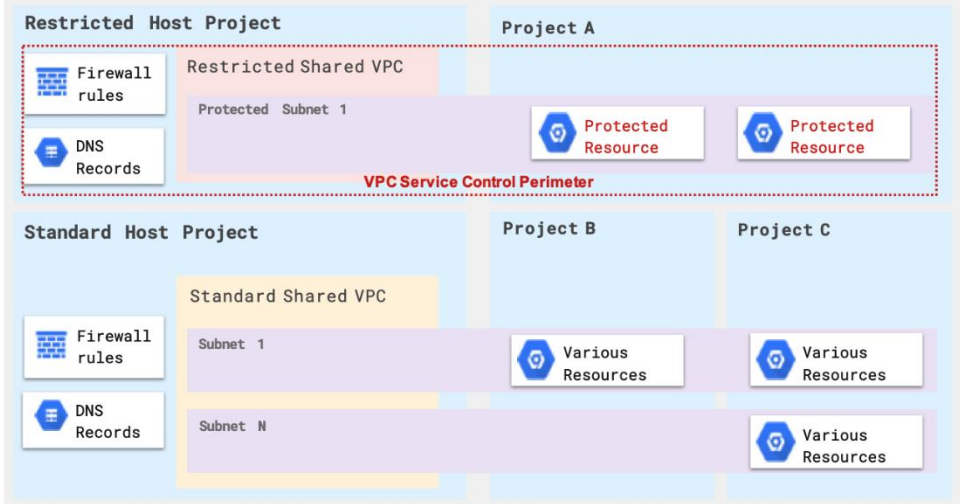 Restricted Host Project
Project A
Firewall
rules
Restricted Shared VPC
Protected Subnet 1
Protected
Resource
Protected
Resource
DNS
Records
VPC Service Control Perimeter
Standard Host Project
Project B
Project C
Standard Shared VPC
Firewall
rules
Subnet 1
Various
Resources
Various
Resources
DNS
Records
Subnet N
Various
Resources